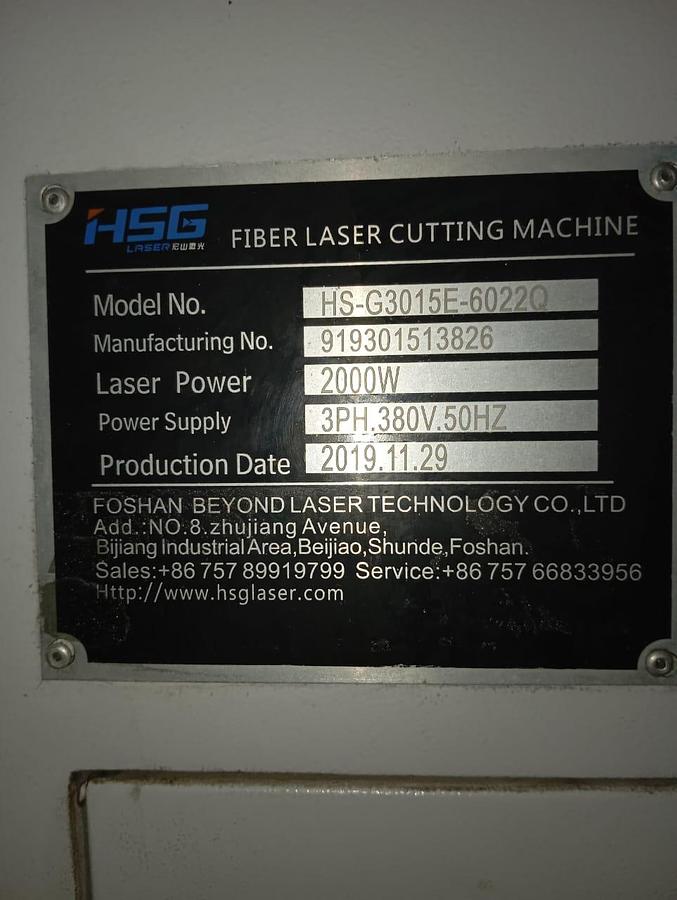 HSG
LASER 宏山激光
FIBER LASER CUTTING MACHINE
Model No. HS-G3015E-6022Q
Manufacturing No. 919301513826
Laser Power 2000W
Power Supply 3PH.380V.50HZ
Production Date 2019.11.29
FOSHAN BEYOND LASER TECHNOLOGY CO.,LTD
Add.:NO.8.zhujiang Avenue,
Bijiang Industrial Area,Beijiao,Shunde,Foshan.
Sales:+86 757 89919799 Service:+86 757 66833956
Http://www.hsglaser.com